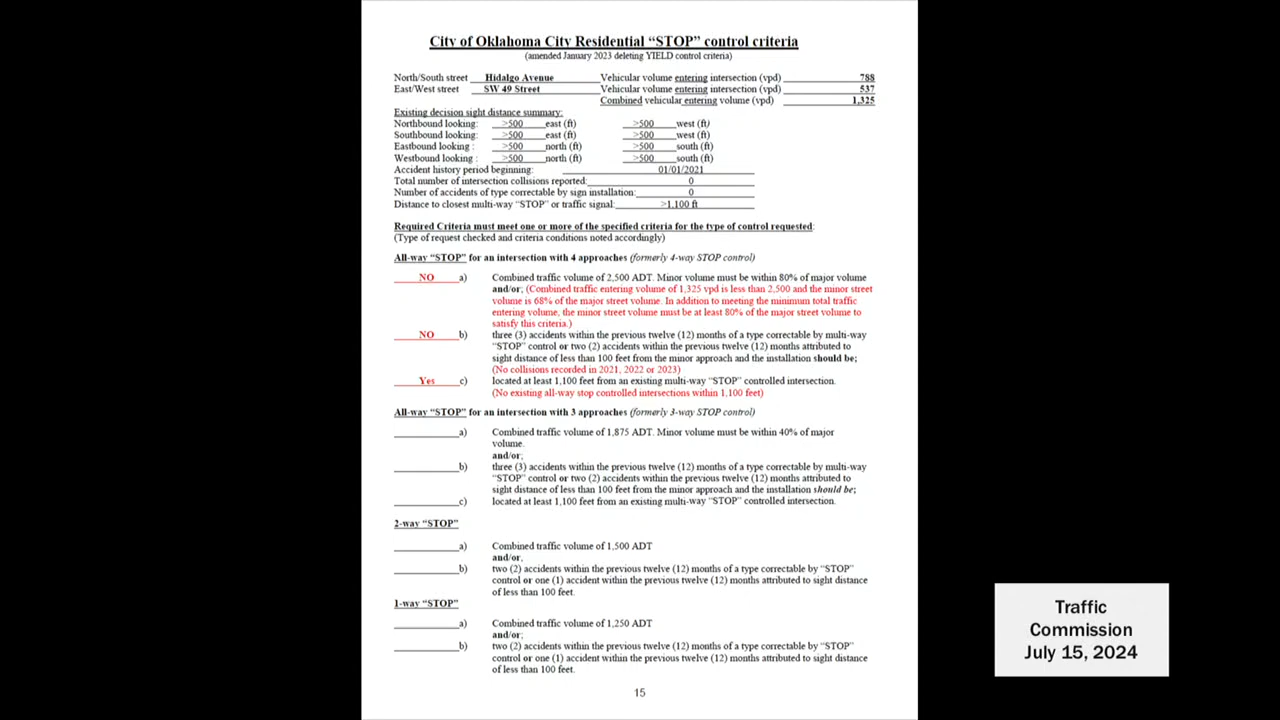 City of Oklahoma City Residential “STOP” control criteria
(amended January 2023 deleting YIELD control criteria)
North/South street Hidalgo Avenue Vehicular volume entering intersection (vpd) 788
East/West street SW 49 Street Vehicular volume entering intersection (vpd) 537
Combined vehicular entering volume (vpd) 1,325
Existing decision sight distance summary:
Northbound looking: >500 east (ft) >500 west (ft)
Southbound looking: >500 east (ft) >500 west (ft)
Eastbound looking : >500 north (ft) >500 south (ft)
Westbound looking : >500 north (ft) >500 south (ft)
Accident history period beginning: 01/01/2021
Total number of intersection collisions reported: 0
Number of accidents of type correctable by sign installation: 0
Distance to closest multi-way “STOP” or traffic signal: >1,100 ft
Required Criteria must meet one or more of the specified criteria for the type of control requested:
(Type of request checked and criteria conditions noted accordingly)
All-way “STOP” for an intersection with 4 approaches (formerly 4-way STOP control)
NO a) Combined traffic volume of 2,500 ADT. Minor volume must be within 80% of major volume
and/or; (Combined traffic entering volume of 1,325 vpd is less than 2,500 and the minor street
volume is 68% of the major street volume. In addition to meeting the minimum total traffic
entering volume, the minor street volume must be at least 80% of the major street volume to
satisfy this criteria.)
NO b) three (3) accidents within the previous twelve (12) months of a type correctable by multi-way
“STOP” control or two (2) accidents within the previous twelve (12) months attributed to
sight distance of less than 100 feet from the minor approach and the installation should be;
(No collisions recorded in 2021, 2022 or 2023)
Yes c) located at least 1,100 feet from an existing multi-way “STOP” controlled intersection.
(No existing all-way stop controlled intersections within 1,100 feet)
All-way “STOP” for an intersection with 3 approaches (formerly 3-way STOP control)
a) Combined traffic volume of 1,875 ADT. Minor volume must be within 40% of major
volume.
and/or;
b) three (3) accidents within the previous twelve (12) months of a type correctable by multi-way
“STOP” control or two (2) accidents within the previous twelve (12) months attributed to
sight distance of less than 100 feet from the minor approach and the installation should be;
c) located at least 1,100 feet from an existing multi-way “STOP” controlled intersection.
2-way “STOP”
a) Combined traffic volume of 1,500 ADT
and/or,
b) two (2) accidents within the previous twelve (12) months of a type correctable by “STOP”
control or one (1) accident within the previous twelve (12) months attributed to sight distance
of less than 100 feet.
1-way “STOP”
a) Combined traffic volume of 1,250 ADT
and/or;
b) two (2) accidents within the previous twelve (12) months of a type correctable by “STOP”
control or one (1) accident within the previous twelve (12) months attributed to sight distance
of less than 100 feet.
15
Traffic
Commission
July 15, 2024